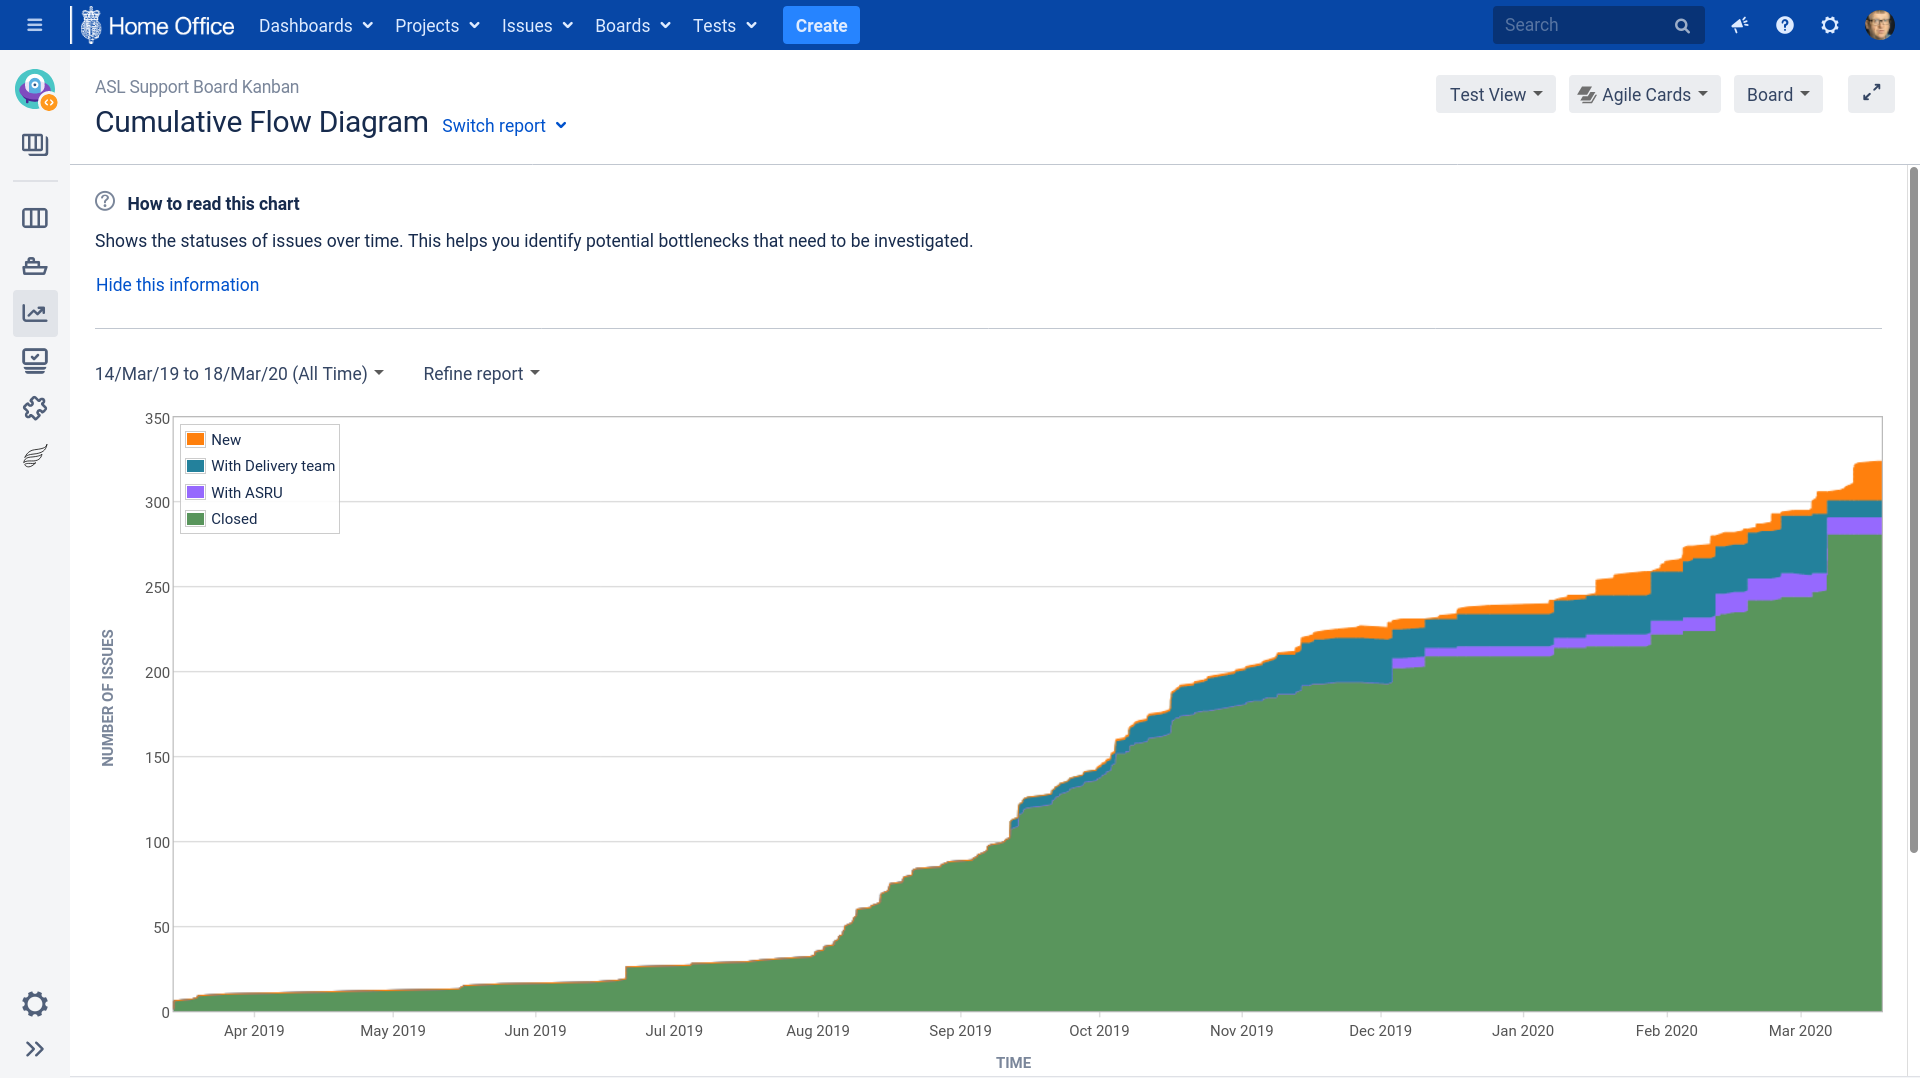 Home Office Dashboards Projects Issues Boards Tests Create Search
ASL Support Board Kanban
Cumulative Flow Diagram Switch report
Test View Agile Cards Board
How to read this chart
Shows the statuses of issues over time. This helps you identify potential bottlenecks that need to be investigated.
Hide this information
14/Mar/19 to 18/Mar/20 (All Time) Refine report
New
With Delivery team
With ASRU
Closed
NUMBER OF ISSUES
350
300
250
200
150
100
50
0
Apr 2019 May 2019 Jun 2019 Jul 2019 Aug 2019 Sep 2019 Oct 2019 Nov 2019 Dec 2019 Jan 2020 Feb 2020 Mar 2020
TIME